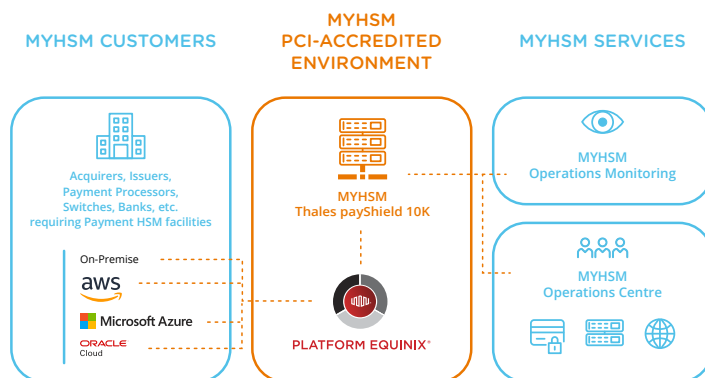 MYHSM CUSTOMERS
Acquirers, Issuers,
Payment Processors,
Switches, Banks, etc.
requiring Payment HSM facilities
On-Premise
aws
Microsoft Azure
ORACLE
Cloud
MYHSM
PCI-ACCREDITED
ENVIRONMENT
MYHSM
Thales payShield 10K
PLATFORM EQUINIX®
MYHSM SERVICES
MYHSM
Operations Monitoring
MYHSM
Operations Centre